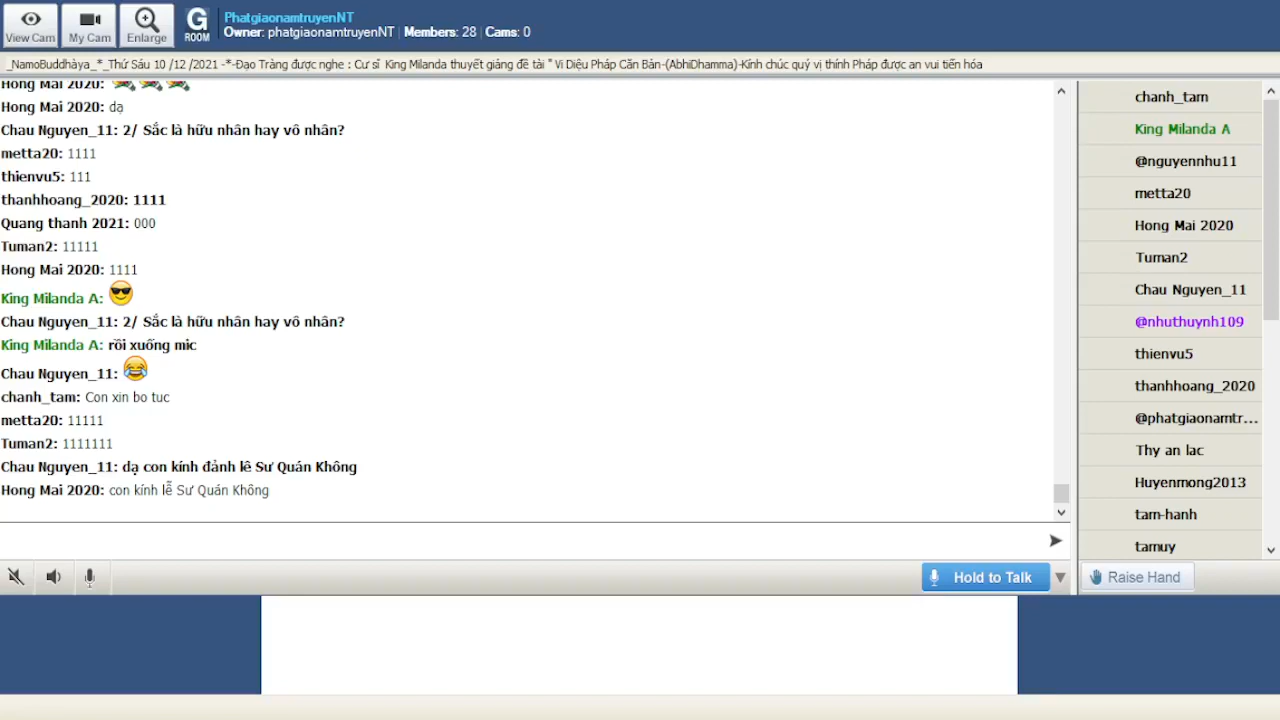 View Cam
My Cam
Enlarge
G
ROOM
PhatgiaonamtruyenNT
Owner: phatgiaonamtruyenNT | Members: 28 | Cams: 0
_NamoBuddhàya_*_Thứ Sáu 10 /12 /2021 -*-Đạo Tràng được nghe : Cư sĩ King Milanda thuyết giảng đề tài " Vi Diệu Pháp Căn Bản-(AbhiDhamma)-Kính chúc quý vị thính Pháp được an vui tiến hóa
Hong Mai 2020:
Hong Mai 2020: dạ
Chau Nguyen_11: 2/ Sắc là hữu nhân hay vô nhân?
metta20: 1111
thienvu5: 111
thanhhoang_2020: 1111
Quang thanh 2021: 000
Tuman2: 11111
Hong Mai 2020: 1111
King Milanda A:
Chau Nguyen_11: 2/ Sắc là hữu nhân hay vô nhân?
King Milanda A: rồi xuống mic
Chau Nguyen_11:
chanh_tam: Con xin bo tuc
metta20: 11111
Tuman2: 1111111
Chau Nguyen_11: dạ con kính đảnh lê Sư Quán Không
Hong Mai 2020: con kính lễ Sư Quán Không
chanh_tam
King Milanda A
@nguyennhu11
metta20
Hong Mai 2020
Tuman2
Chau Nguyen_11
@nhuthuynh109
thienvu5
thanhhoang_2020
@phatgiaonamtr...
Thy an lac
Huyenmong2013
tam-hanh
tamuy
Hold to Talk
Raise Hand